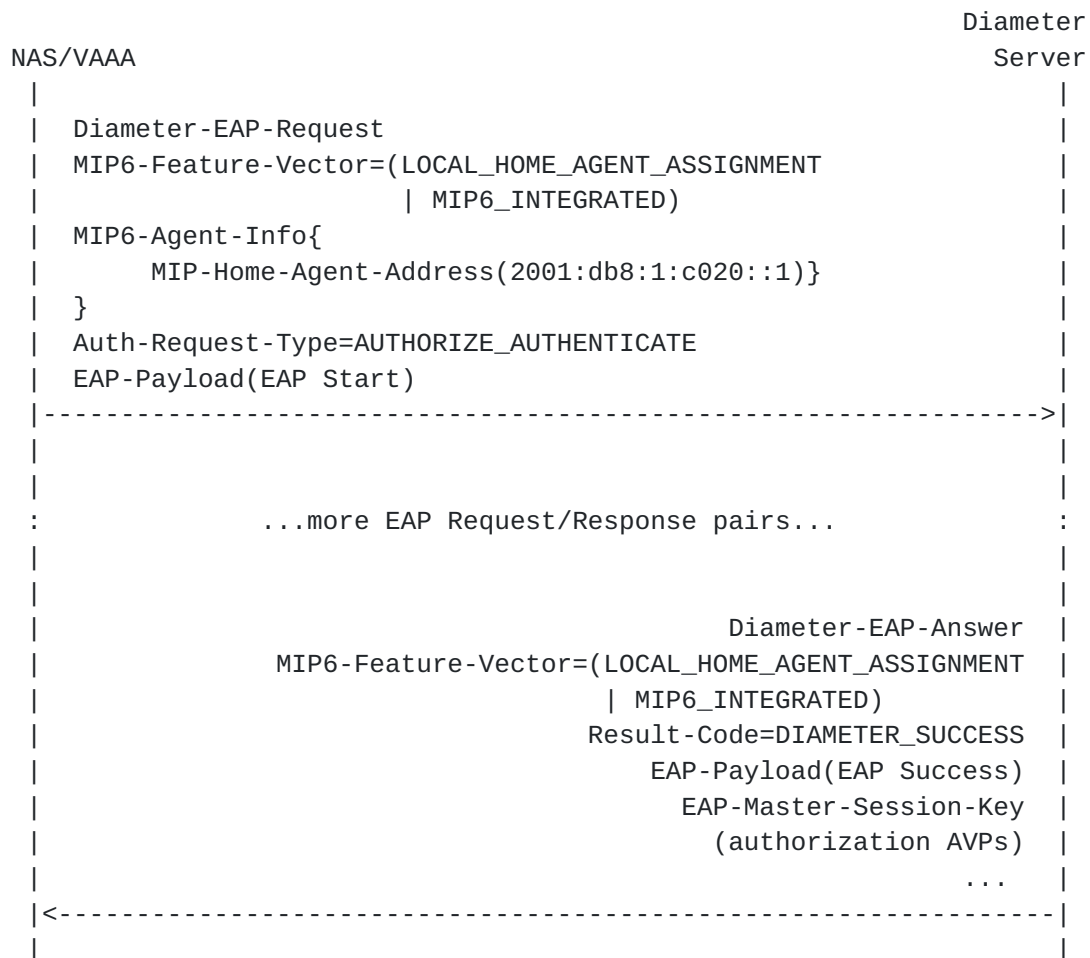 Diameter
NAS/VAAA                                                       Server
 |                                                                  |
 |  Diameter-EAP-Request                                            |
 |  MIP6-Feature-Vector=(LOCAL_HOME_AGENT_ASSIGNMENT                |
 |                       | MIP6_INTEGRATED)                         |
 |  MIP6-Agent-Info{                                                |
 |       MIP-Home-Agent-Address(2001:db8:1:c020::1)}                |
 |  }                                                               |
 |  Auth-Request-Type=AUTHORIZE_AUTHENTICATE                        |
 |  EAP-Payload(EAP Start)                                          |
 |---------------------------------------------------------------->|
 |                                                                  |
 |                                                                  |
 :              ...more EAP Request/Response pairs...               :
 |                                                                  |
 |                                                                  |
 |                                            Diameter-EAP-Answer  |
 |               MIP6-Feature-Vector=(LOCAL_HOME_AGENT_ASSIGNMENT  |
 |                                    | MIP6_INTEGRATED)           |
 |                                   Result-Code=DIAMETER_SUCCESS  |
 |                                       EAP-Payload(EAP Success)  |
 |                                         EAP-Master-Session-Key  |
 |                                           (authorization AVPs)  |
 |                                                           ...   |
 |<----------------------------------------------------------------|
 |                                                                  |